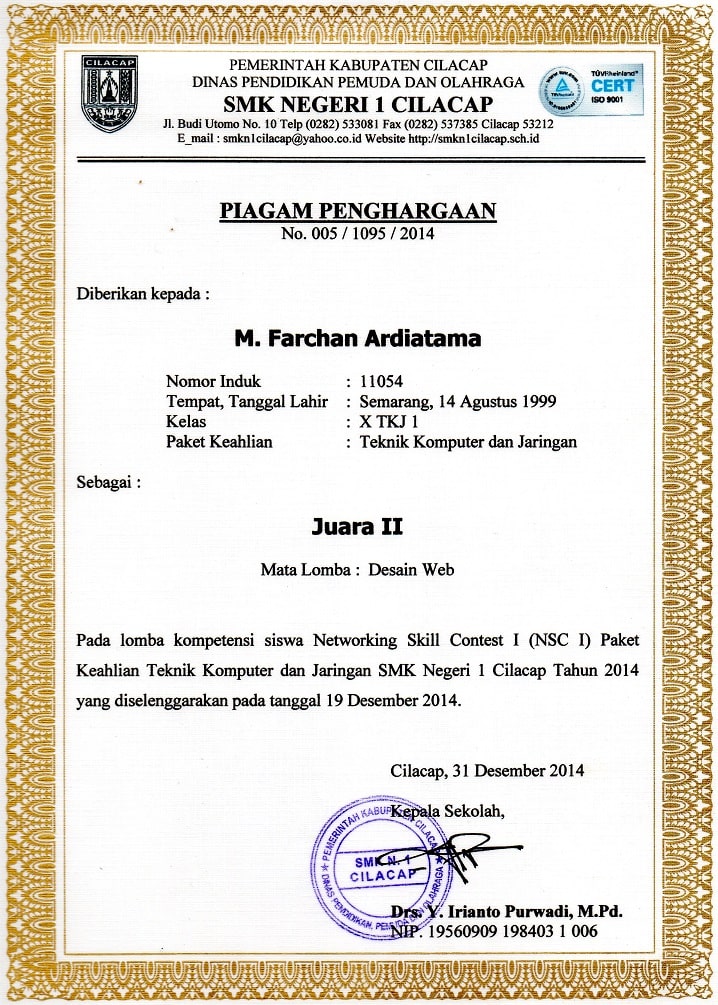 CILACAP
PEMERINTAH KABUPATEN CILACAP
DINAS PENDIDIKAN PEMUDA DAN OLAHRAGA
SMK NEGERI 1 CILACAP
Jl. Budi Utomo No. 10 Telp (0282) 533081 Fax (0282) 537385 Cilacap 53212
E_mail : smkn1cilacap@yahoo.co.id Website http://smkn1cilacap.sch.id
TÜVRheinland
CERT
ISO 9001
PIAGAM PENGHARGAAN
No. 005 / 1095 / 2014
Diberikan kepada :
M. Farchan Ardiatama
Nomor Induk : 11054
Tempat, Tanggal Lahir : Semarang, 14 Agustus 1999
Kelas : X TKJ 1
Paket Keahlian : Teknik Komputer dan Jaringan
Sebagai :
Juara II
Mata Lomba : Desain Web
Pada lomba kompetensi siswa Networking Skill Contest I (NSC I) Paket
Keahlian Teknik Komputer dan Jaringan SMK Negeri 1 Cilacap Tahun 2014
yang diselenggarakan pada tanggal 19 Desember 2014.
Cilacap, 31 Desember 2014
Kepala Sekolah,
PEMERINTAH KABUPATEN CILACAP
SMK N. 1
CILACAP
DINAS PENDIDIKAN, PEMUDA DAN OLAHRAGA
Drs. Y. Irianto Purwadi, M.Pd.
NIP. 19560909 198403 1 006